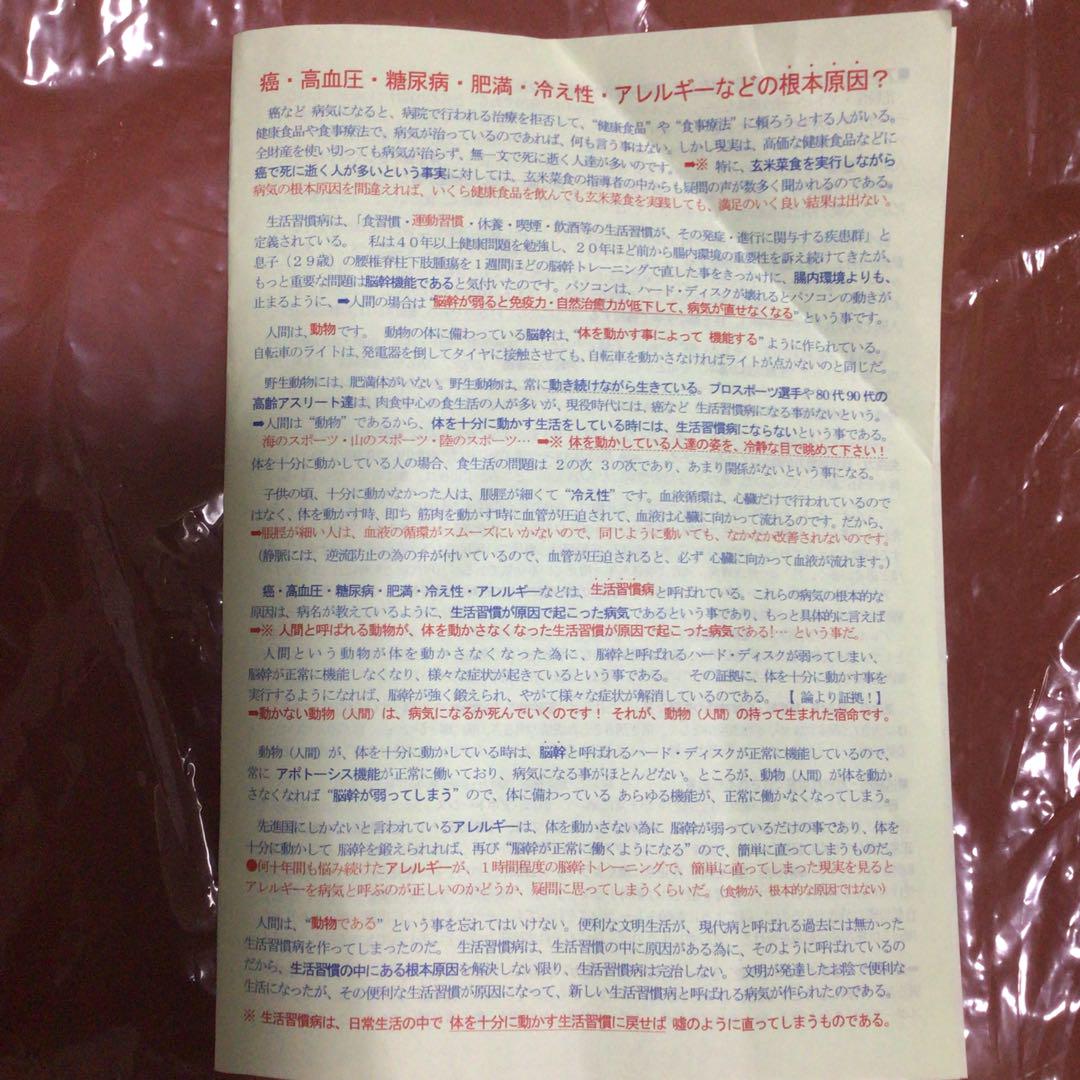 癌・高血圧・糖尿病・肥満・冷え性・アレルギーなどの根本原因？
癌など 病気になると、病院で行われる治療を拒否して、“健康食品” や “食事療法” に頼ろうとする人がいる。
健康食品や食事療法で、病気が治っているのであれば、何も言う事はない。しかし現実は、高価な健康食品などに
全財産を使い切っても病気が治らず、無一文で死に逝く人達が多いのです。 ➡※ 特に、玄米菜食を実行しながら
癌で死に逝く人が多いという事実に対しては、玄米菜食の指導者の中からも疑問の声が数多く聞かれるのである。
病気の根本原因を間違えれば、いくら健康食品を飲んでも玄米菜食を実践しても、満足のいく良い結果は出ない。
生活習慣病は、「食習慣・運動習慣・休養・喫煙・飲酒等の生活習慣が、その発症・進行に関与する疾患群」と
定義されている。 私は４０年以上健康問題を勉強し、２０年ほど前から腸内環境の重要性を訴え続けてきたが、
息子（２９歳）の腰椎脊柱下肢腫瘍を１週間ほどの脳幹トレーニングで直した事をきっかけに、腸内環境よりも、
もっと重要な問題は脳幹機能であると気付いたのです。パソコンは、ハード・ディスクが壊れるとパソコンの動きが
止まるように、➡人間の場合は“脳幹が弱ると免疫力・自然治癒力が低下して、病気が直せなくなる” という事です。
人間は、動物です。 動物の体に備わっている脳幹は、“体を動かす事によって 機能する” ように作られている。
自転車のライトは、発電器を倒してタイヤに接触させても、自転車を動かさなければライトが点かないのと同じだ。
野生動物には、肥満体がいない。野生動物は、常に動き続けながら生きている。プロスポーツ選手や80代90代の
高齢アスリート達は、肉食中心の食生活の人が多いが、現役時代には、癌など 生活習慣病になる事がないという。
➡人間は “動物” であるから、体を十分に動かす生活をしている時には、生活習慣病にならないという事である。
海のスポーツ・山のスポーツ・陸のスポーツ… ➡※ 体を動かしている人達の姿を、冷静な目で眺めて下さい！
体を十分に動かしている人の場合、食生活の問題は ２の次 ３の次であり、あまり関係がないという事になる。
子供の頃、十分に動かなかった人は、脹脛が細くて “冷え性” です。血液循環は、心臓だけで行われているので
はなく、体を動かす時、即ち 筋肉を動かす時に血管が圧迫されて、血液は心臓に向かって流れるのです。だから、
➡脹脛が細い人は、血液の循環がスムーズにいかないので、同じように動いても、なかなか改善されないのです。
（静脈には、逆流防止の為の弁が付いているので、血管が圧迫されると、必ず 心臓に向かって血液が流れます。）
癌・高血圧・糖尿病・肥満・冷え性・アレルギーなどは、生活習慣病と呼ばれている。これらの病気の根本的な
原因は、病名が教えているように、生活習慣が原因で起こった病気であるという事であり、もっと具体的に言えば
➡※ 人間と呼ばれる動物が、体を動かさなくなった生活習慣が原因で起こった病気である！… という事だ。
人間という動物が体を動かさなくなった為に、脳幹と呼ばれるハード・ディスクが弱ってしまい、
脳幹が正常に機能しなくなり、様々な症状が起きているという事である。 その証拠に、体を十分に動かす事を
実行するようになれば、脳幹が強く鍛えられ、やがて様々な症状が解消しているのである。 【 論より証拠！】
➡動かない動物（人間）は、病気になるか死んでいくのです！ それが、動物（人間）の持って生まれた宿命です。
動物（人間）が、体を十分に動かしている時は、脳幹と呼ばれるハード・ディスクが正常に機能しているので、
常に アポトーシス機能が正常に働いており、病気になる事がほとんどない。ところが、動物（人間）が体を動か
さなくなれば “脳幹が弱ってしまう” ので、体に備わっている あらゆる機能が、正常に働かなくなってしまう。
先進国にしかないと言われているアレルギーは、体を動かさない為に 脳幹が弱っているだけの事であり、体を
十分に動かして 脳幹を鍛えられれば、再び “脳幹が正常に働くようになる” ので、簡単に直ってしまうものだ。
●何十年間も悩み続けたアレルギーが、１時間程度の脳幹トレーニングで、簡単に直ってしまった現実を見ると
アレルギーを病気と呼ぶのが正しいのかどうか、疑問に思ってしまうくらいだ。（食物が、根本的な原因ではない）
人間は、“動物である” という事を忘れてはいけない。便利な文明生活が、現代病と呼ばれる過去には無かった
生活習慣病を作ってしまったのだ。 生活習慣病は、生活習慣の中に原因がある為に、そのように呼ばれているの
だから、生活習慣の中にある根本原因を解決しない限り、生活習慣病は完治しない。 文明が発達したお陰で便利な
生活になったが、その便利な生活習慣が原因になって、新しい生活習慣病と呼ばれる病気が作られたのである。
※ 生活習慣病は、日常生活の中で 体を十分に動かす生活習慣に戻せば 嘘のように直ってしまうものである。